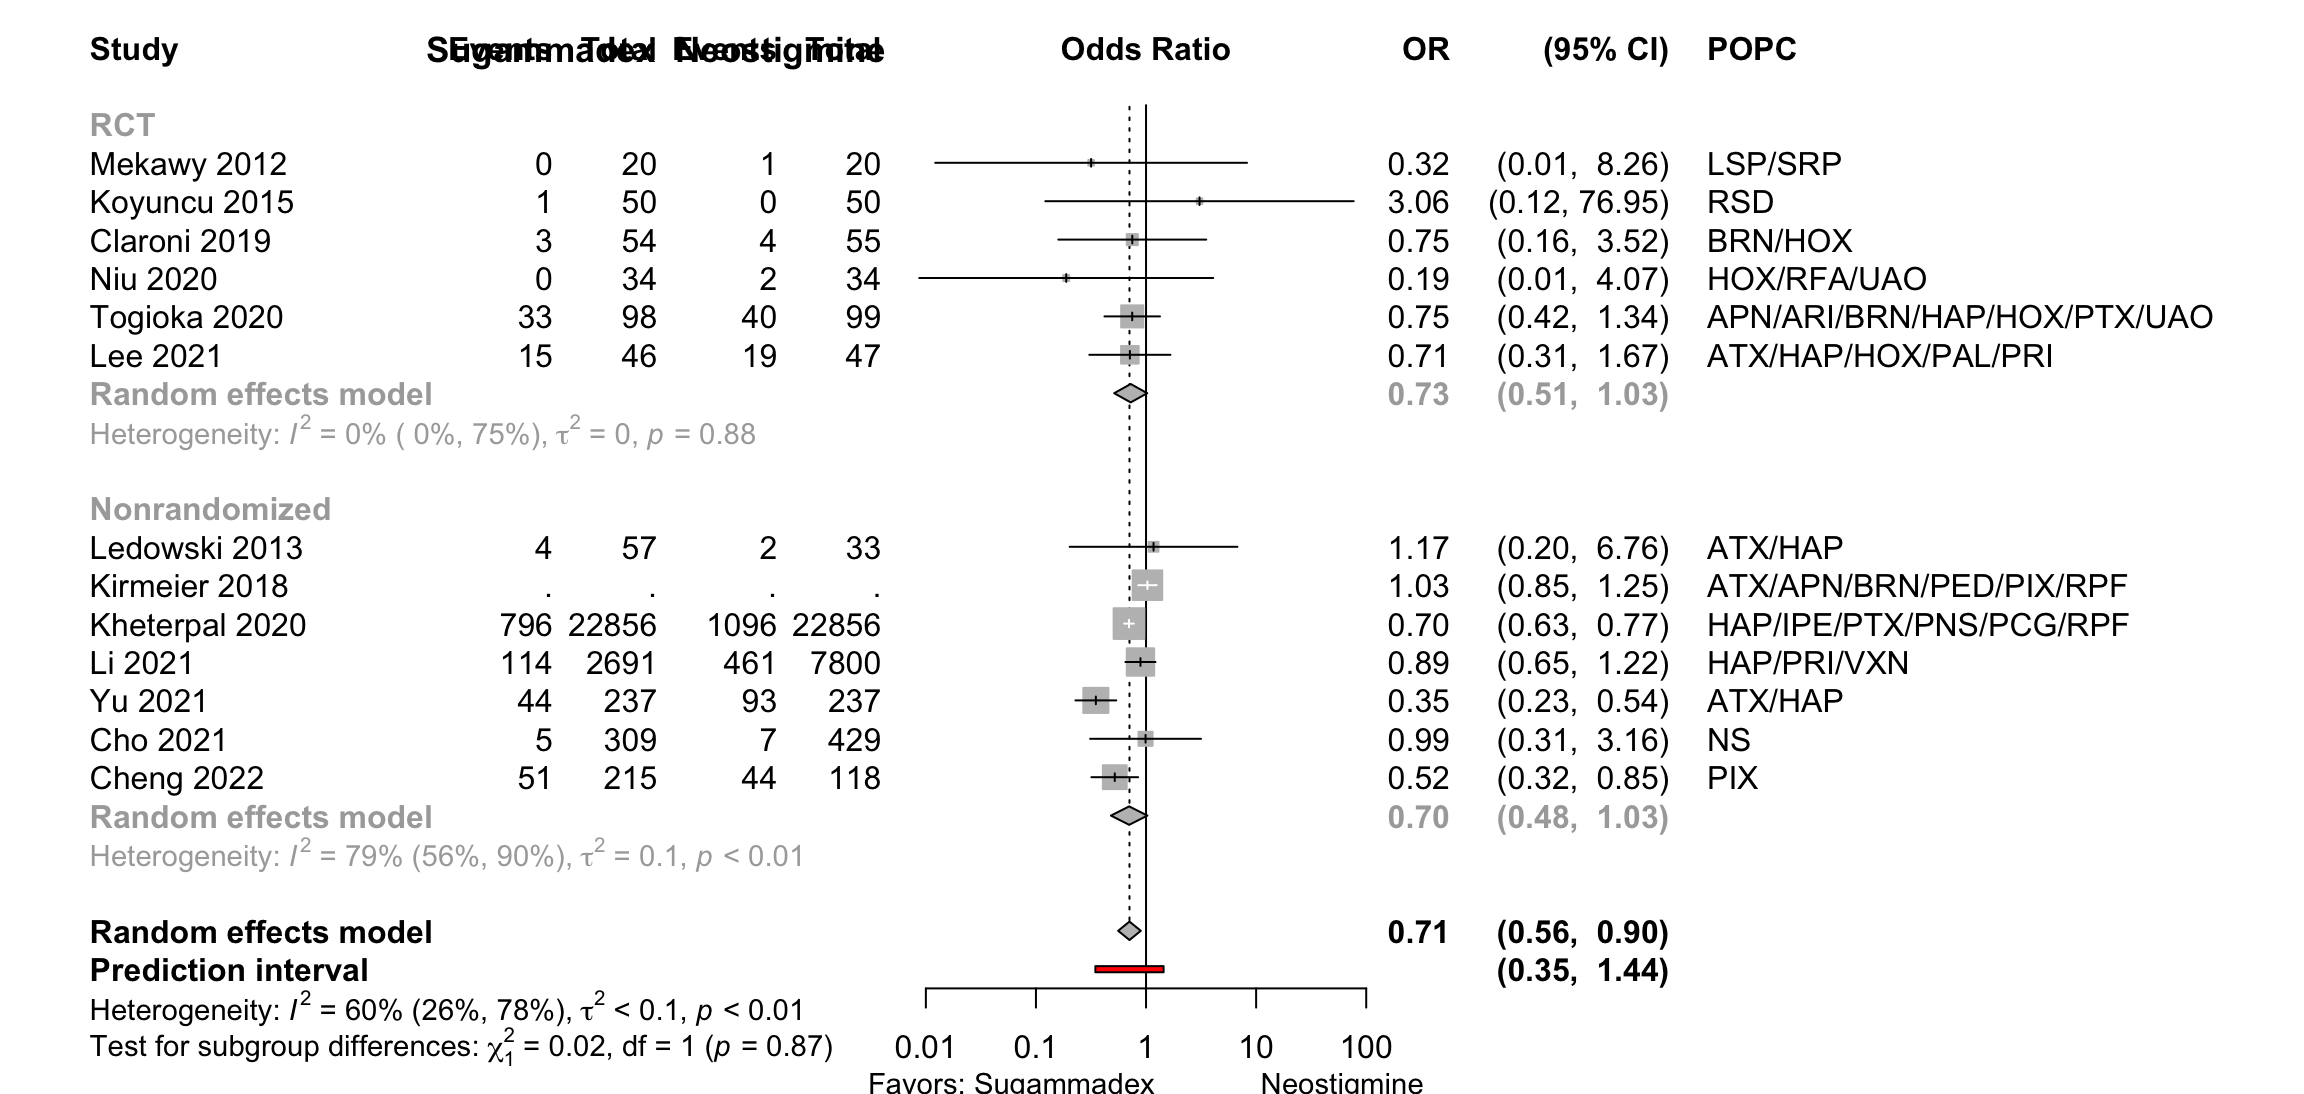 Study Sugammadex Events Total Neostigmine Events Total Odds Ratio OR (95% CI) POPC
RCT
Mekawy 2012 0 20 1 20 0.32 (0.01, 8.26) LSP/SRP
Koyuncu 2015 1 50 0 50 3.06 (0.12, 76.95) RSD
Claroni 2019 3 54 4 55 0.75 (0.16, 3.52) BRN/HOX
Niu 2020 0 34 2 34 0.19 (0.01, 4.07) HOX/RFA/UAO
Togioka 2020 33 98 40 99 0.75 (0.42, 1.34) APN/ARI/BRN/HAP/HOX/PTX/UAO
Lee 2021 15 46 19 47 0.71 (0.31, 1.67) ATX/HAP/HOX/PAL/PRI
Random effects model 0.73 (0.51, 1.03)
Heterogeneity: I² = 0% ( 0%, 75%), τ² = 0, p = 0.88
Nonrandomized
Ledowski 2013 4 57 2 33 1.17 (0.20, 6.76) ATX/HAP
Kirmeier 2018 . . . . 1.03 (0.85, 1.25) ATX/APN/BRN/PED/PIX/RPF
Kheterpal 2020 796 22856 1096 22856 0.70 (0.63, 0.77) HAP/IPE/PTX/PNS/PCG/RPF
Li 2021 114 2691 461 7800 0.89 (0.65, 1.22) HAP/PRI/VXN
Yu 2021 44 237 93 237 0.35 (0.23, 0.54) ATX/HAP
Cho 2021 5 309 7 429 0.99 (0.31, 3.16) NS
Cheng 2022 51 215 44 118 0.52 (0.32, 0.85) PIX
Random effects model 0.70 (0.48, 1.03)
Heterogeneity: I² = 79% (56%, 90%), τ² = 0.1, p < 0.01
Random effects model 0.71 (0.56, 0.90)
Prediction interval (0.35, 1.44)
Heterogeneity: I² = 60% (26%, 78%), τ² < 0.1, p < 0.01
Test for subgroup differences: χ²₁ = 0.02, df = 1 (p = 0.87)
0.01 0.1 1 10 100
Favors: Sugammadex Neostigmine